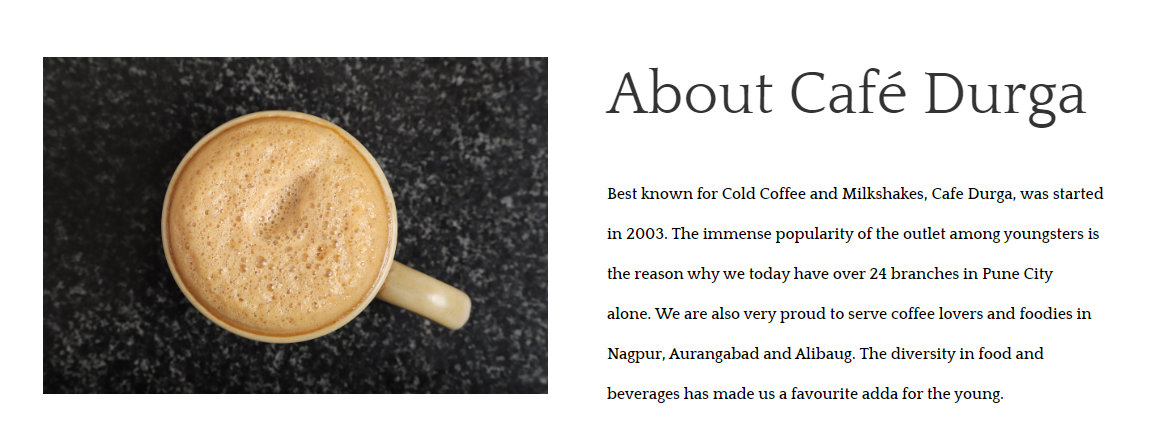 About Café Durga
Best known for Cold Coffee and Milkshakes, Cafe Durga, was started
in 2003. The immense popularity of the outlet among youngsters is
the reason why we today have over 24 branches in Pune City
alone. We are also very proud to serve coffee lovers and foodies in
Nagpur, Aurangabad and Alibaug. The diversity in food and
beverages has made us a favourite adda for the young.